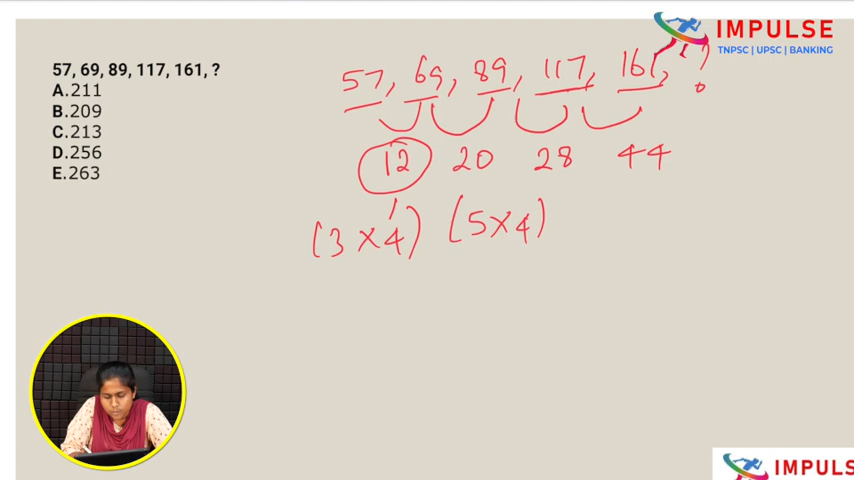 IMPULSE
TNPSC | UPSC | BANKING
57, 69, 89, 117, 161, ?
A.211
B.209
C.213
D.256
E.263
57, 69, 89, 117, 161, ?
12 20 28 44
(3×4) (5×4)
IMPULS